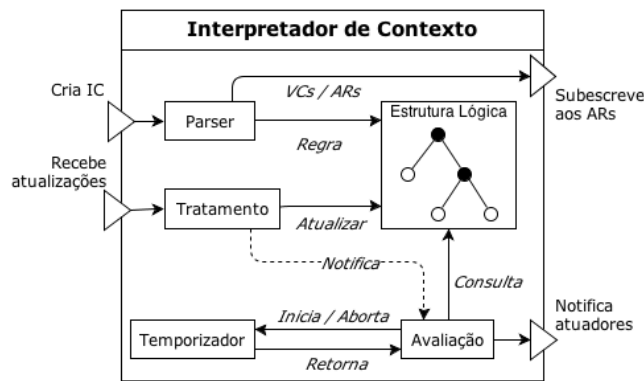 Interpretador de Contexto
Cria IC
VCs / ARs
Subescreve
aos ARs
Parser
Estrutura Lógica
Regra
Recebe
atualizações
Tratamento
Atualizar
Notifica
Consulta
Inicia / Aborta
Notifica
atuadores
Temporizador
Avaliação
Retorna